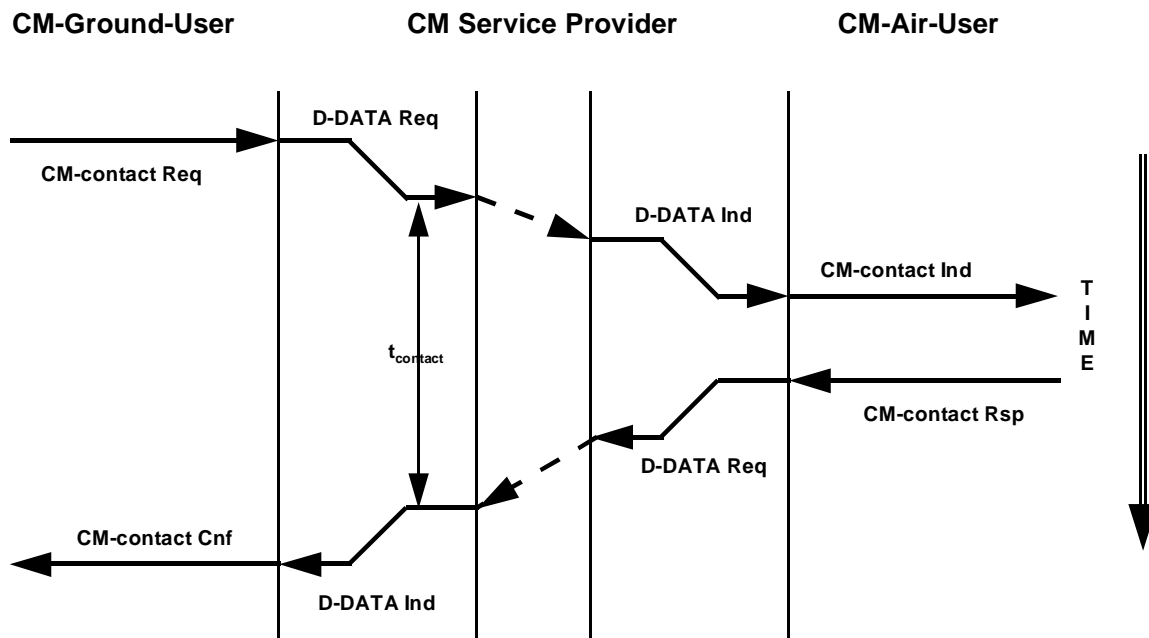 CM-Ground-User
CM Service Provider
CM-Air-User
D-DATA Req
CM-contact Req
D-DATA Ind
CM-contact Ind
T
I
M
E
tcontact
CM-contact Rsp
D-DATA Req
CM-contact Cnf
D-DATA Ind